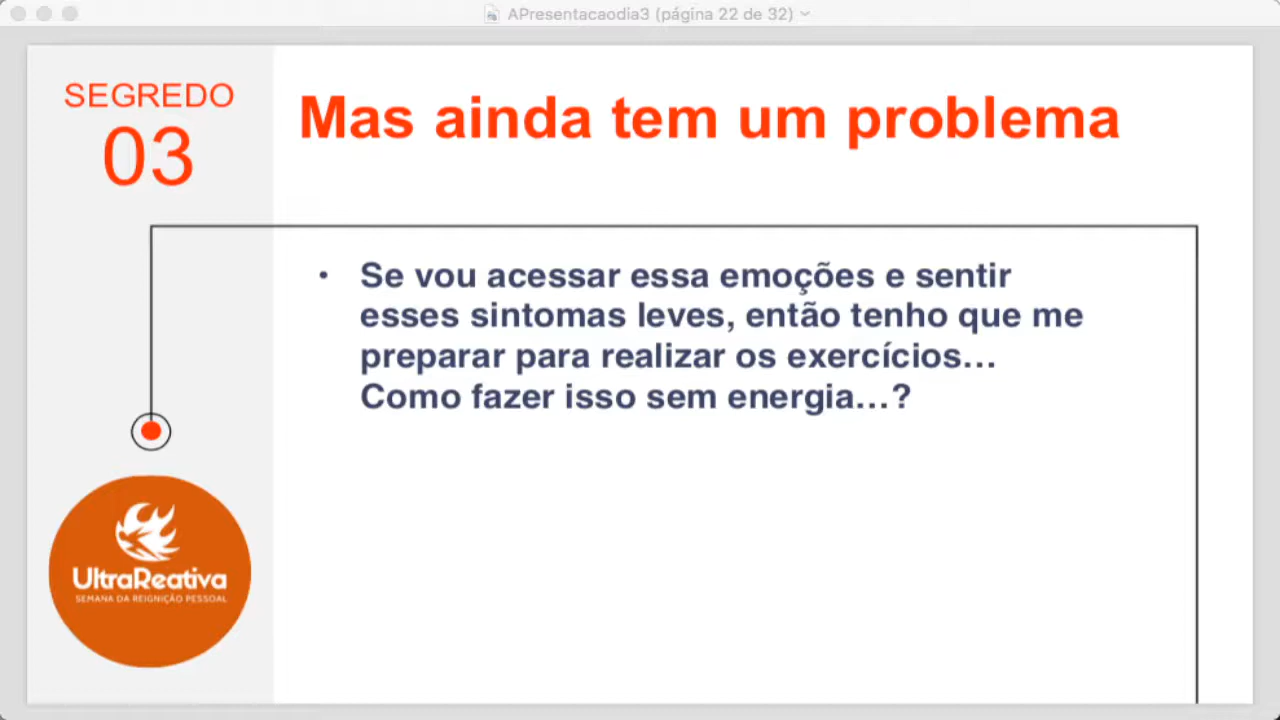 APresentacaodia3 (página 22 de 32)
SEGREDO
03
Mas ainda tem um problema
• Se vou acessar essa emoções e sentir
esses sintomas leves, então tenho que me
preparar para realizar os exercícios...
Como fazer isso sem energia...?
UltraReativa
SEMANA DA REIGNIÇÃO PESSOAL